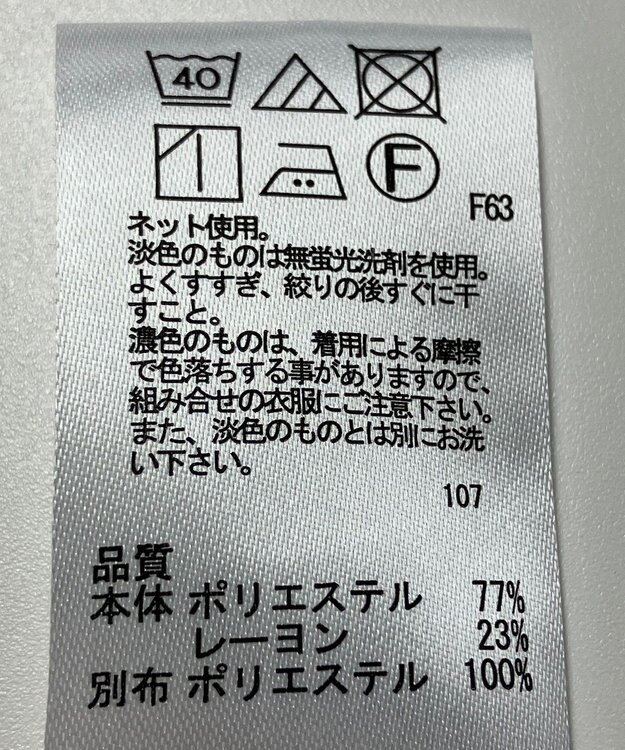 40
F
F63
ネット使用。
淡色のものは無蛍光洗剤を使用。
よくすすぎ、絞りの後すぐに干
すこと。
濃色のものは、着用による摩擦
で色落ちする事がありますので、
組み合せの衣服にご注意下さい。
また、淡色のものとは別にお洗
い下さい。
107
品質
本体 ポリエステル 77%
レーヨン 23%
別布 ポリエステル 100%